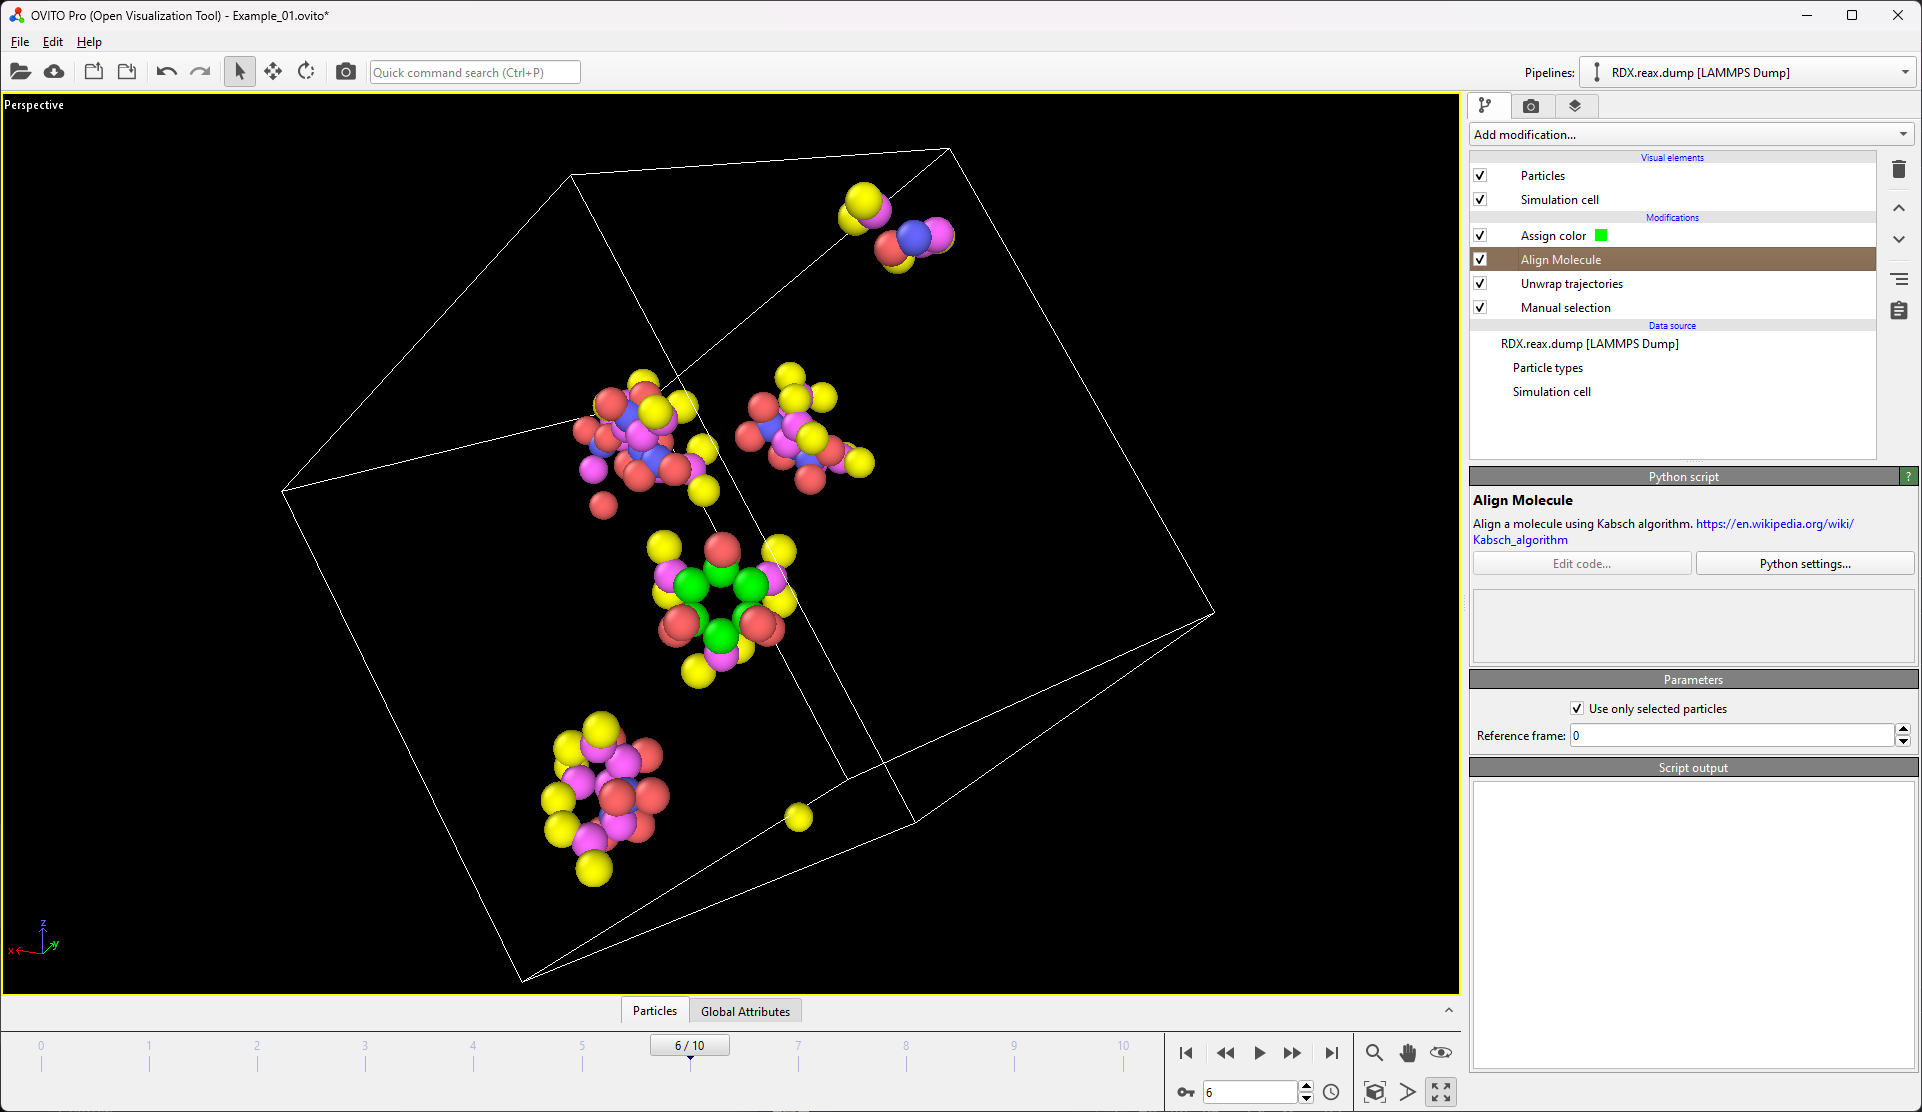 OVITO Pro (Open Visualization Tool) - Example_01.ovito*
File Edit Help
Quick command search (Ctrl+P)
Pipelines: RDX.reax.dump [LAMMPS Dump]
Perspective
Add modification...
Visual elements
Particles
Simulation cell
Modifications
Assign color
Align Molecule
Unwrap trajectories
Manual selection
Data source
RDX.reax.dump [LAMMPS Dump]
Particle types
Simulation cell
Python script ?
Align Molecule
Align a molecule using Kabsch algorithm. https://en.wikipedia.org/wiki/
Kabsch_algorithm
Edit code... Python settings...
Parameters
Use only selected particles
Reference frame: 0
Script output
z
x y
Particles Global Attributes
0 1 2 3 4 5 6 / 10 7 8 9 10
6